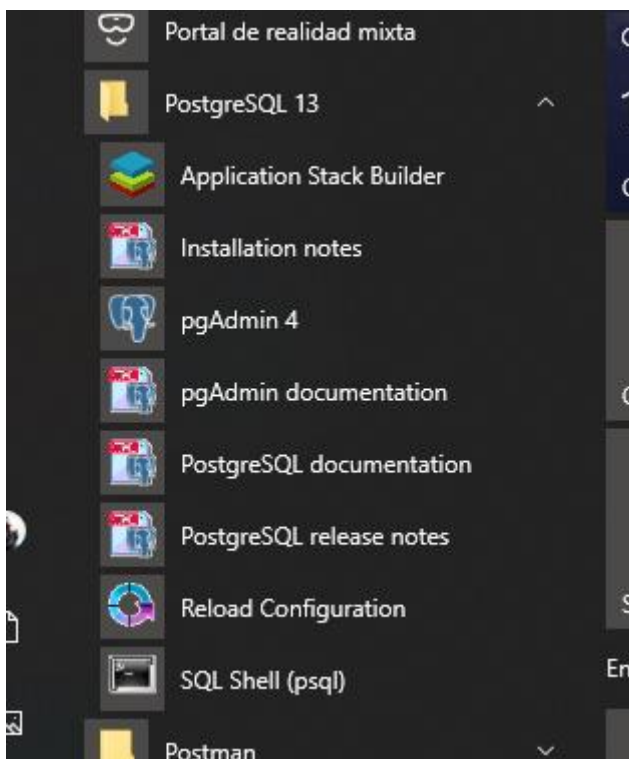 Portal de realidad mixta
PostgreSQL 13
Application Stack Builder
Installation notes
pgAdmin 4
pgAdmin documentation
PostgreSQL documentation
PostgreSQL release notes
Reload Configuration
SQL Shell (psql)
Postman